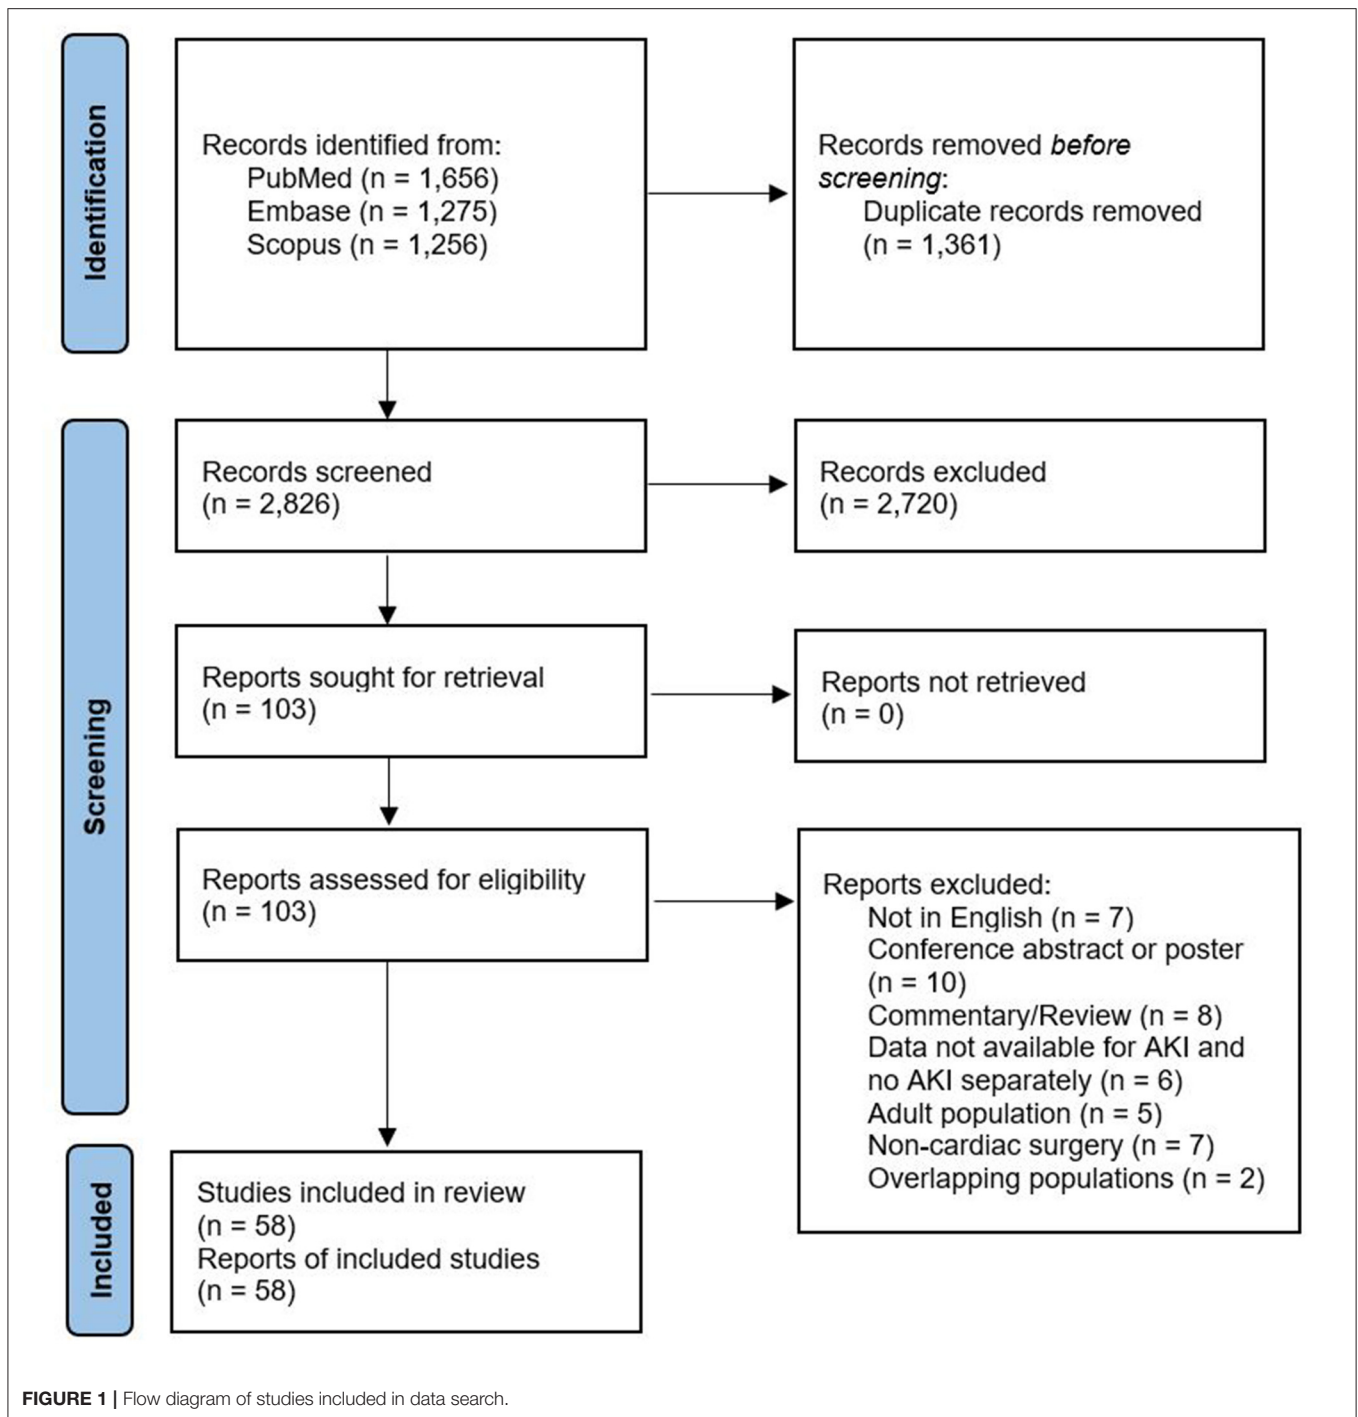 Identification
Records identified from:
PubMed (n = 1,656)
Embase (n = 1,275)
Scopus (n = 1,256)
Records removed before
screening:
Duplicate records removed
(n = 1,361)
Screening
Records screened
(n = 2,826)
Records excluded
(n = 2,720)
Reports sought for retrieval
(n = 103)
Reports not retrieved
(n = 0)
Reports assessed for eligibility
(n = 103)
Reports excluded:
Not in English (n = 7)
Conference abstract or poster
(n = 10)
Commentary/Review (n = 8)
Data not available for AKI and
no AKI separately (n = 6)
Adult population (n = 5)
Non-cardiac surgery (n = 7)
Overlapping populations (n = 2)
Included
Studies included in review
(n = 58)
Reports of included studies
(n = 58)
FIGURE 1 | Flow diagram of studies included in data search.